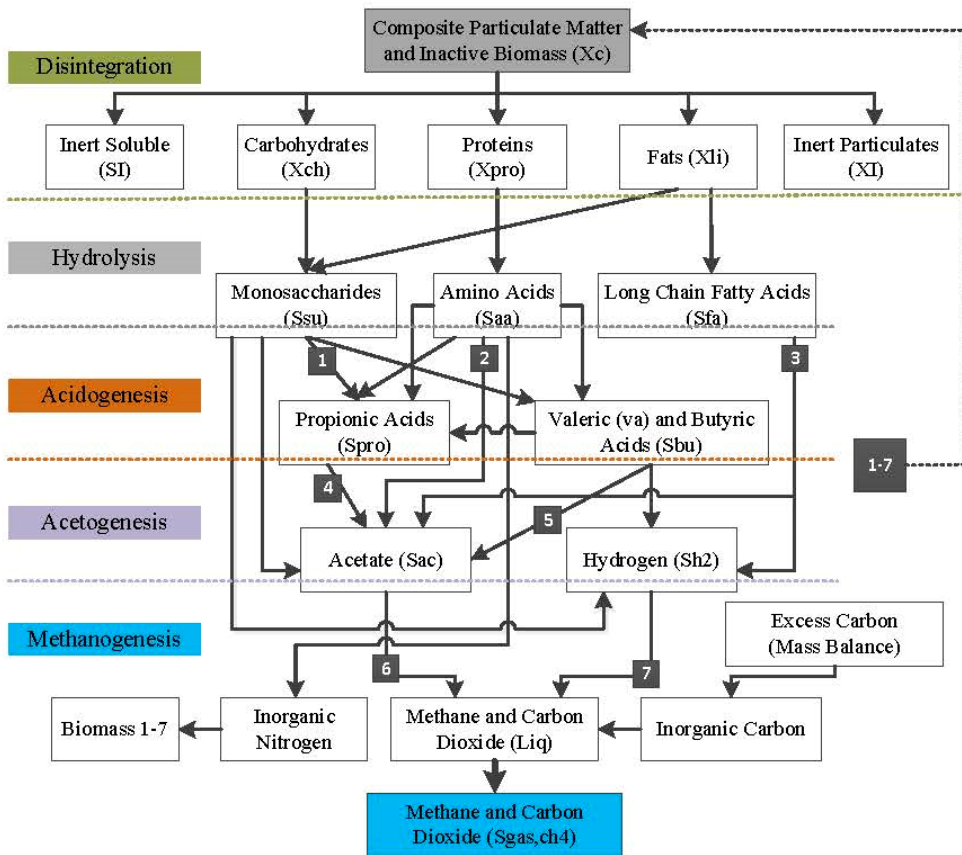 Composite Particulate Matter
and Inactive Biomass (Xc)
Disintegration
Inert Soluble
(SI)
Carbohydrates
(Xch)
Proteins
(Xpro)
Fats (Xli)
Inert Particulates
(XI)
Hydrolysis
Monosaccharides
(Ssu)
Amino Acids
(Saa)
Long Chain Fatty Acids
(Sfa)
1
2
3
Acidogenesis
Propionic Acids
(Spro)
Valeric (va) and Butyric
Acids (Sbu)
1-7
4
5
Acetogenesis
Acetate (Sac)
Hydrogen (Sh2)
Methanogenesis
Excess Carbon
(Mass Balance)
6
7
Biomass 1-7
Inorganic
Nitrogen
Methane and Carbon
Dioxide (Liq)
Inorganic Carbon
Methane and Carbon
Dioxide (Sgas,ch4)